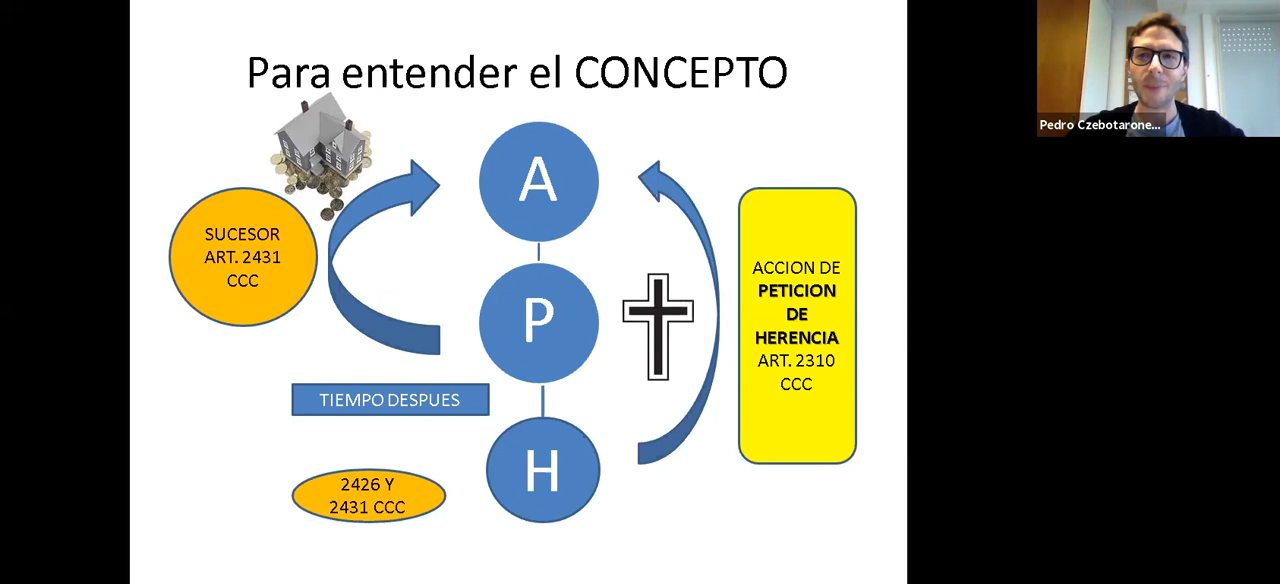 Para entender el CONCEPTO
Pedro Czebotarone...
A
SUCESOR
ART. 2431
CCC
P
ACCION DE
PETICION
DE
HERENCIA
ART. 2310
CCC
TIEMPO DESPUES
H
2426 Y
2431 CCC